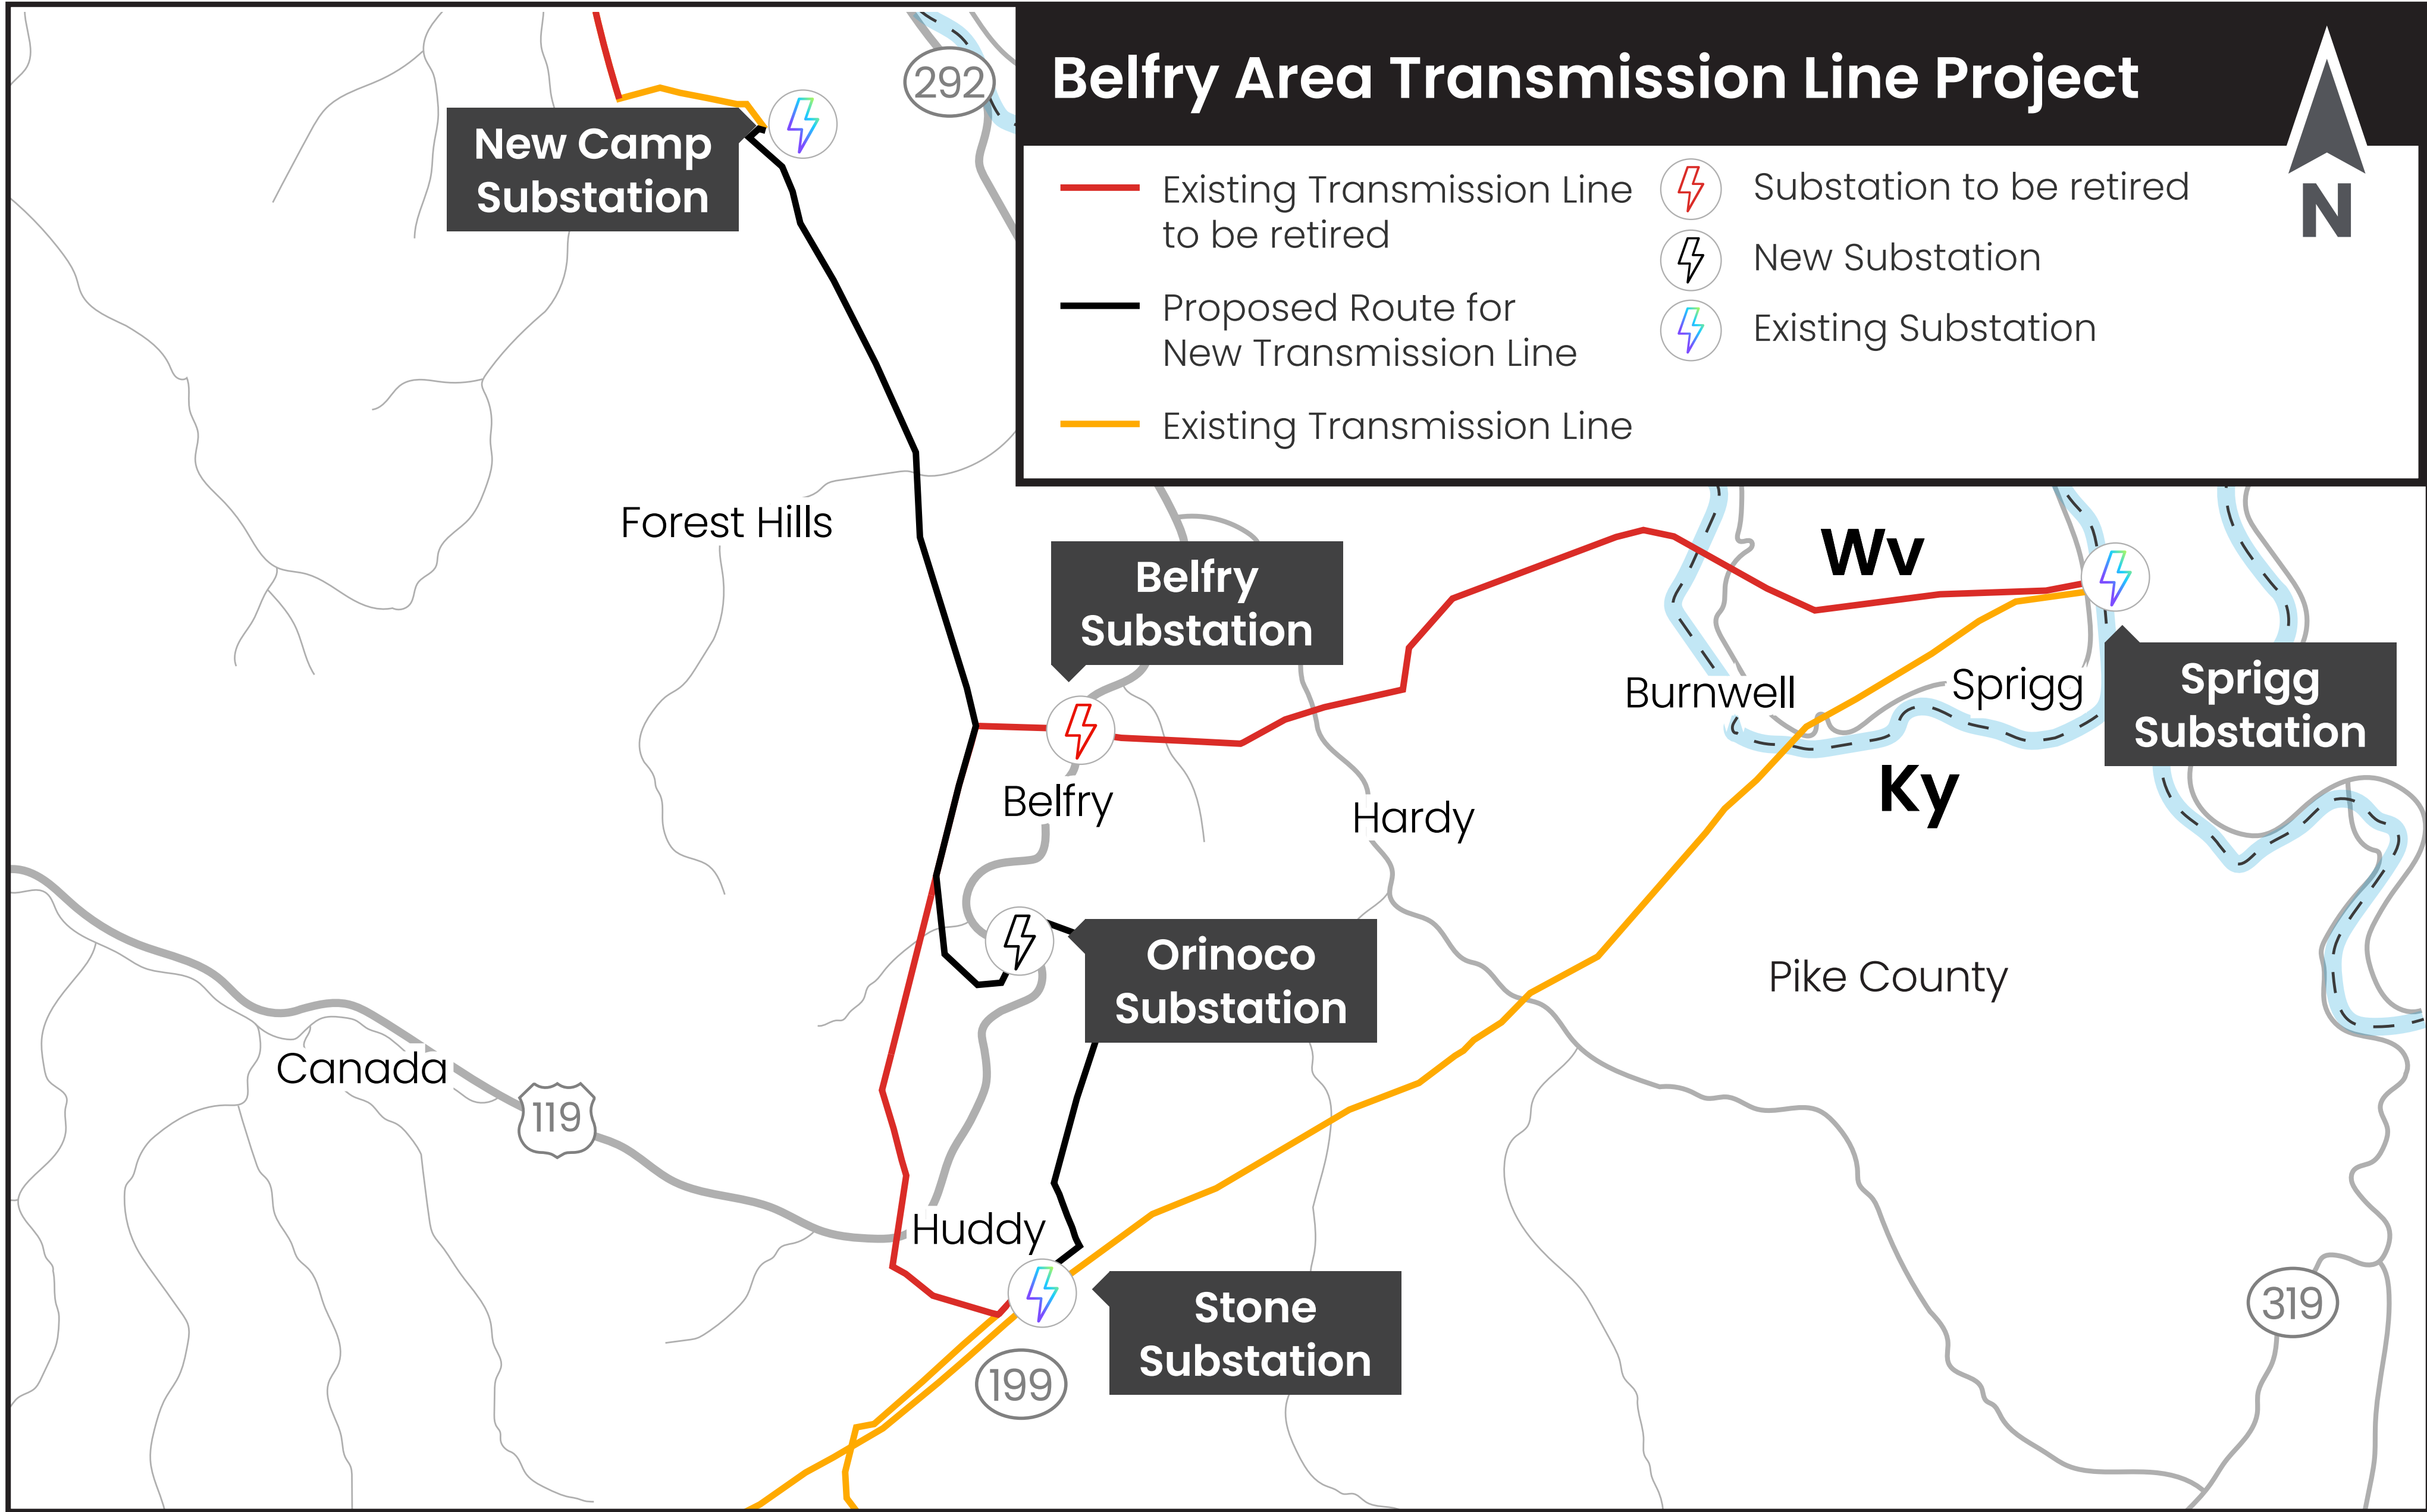 Belfry Area Transmission Line Project
N
Existing Transmission Line
to be retired
Proposed Route for
New Transmission Line
Existing Transmission Line
Substation to be retired
New Substation
Existing Substation
292
New Camp
Substation
Forest Hills
Belfry
Substation
Wv
Burnwell
Sprigg
Sprigg
Substation
Belfry
Hardy
Ky
Orinoco
Substation
Pike County
Canada
119
Huddy
Stone
Substation
199
319